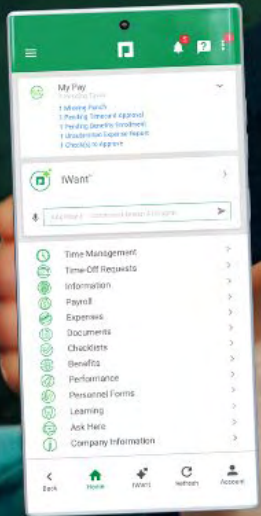 My Pay
1 Missing Punch
1 Pending Timecard Approval
1 Pending Benefits Enrollment
1 Unsubmitted Expense Report
1 Check(s) to Approve
IWant™
Time Management
Time-Off Requests
Information
Payroll
Expenses
Documents
Checklists
Benefits
Performance
Personnel Forms
Learning
Ask Here
Company Information
Back
Home
IWant
Refresh
Account